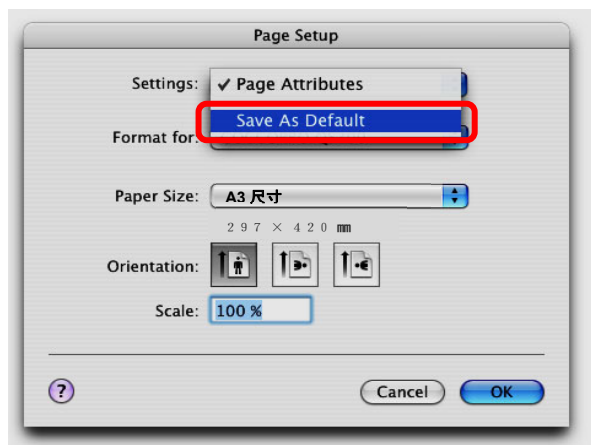 Page Setup
Settings: ✓ Page Attributes
Save As Default
Format for:
Paper Size: A3 尺寸
297 × 420 mm
Orientation:
Scale: 100 %
? Cancel OK